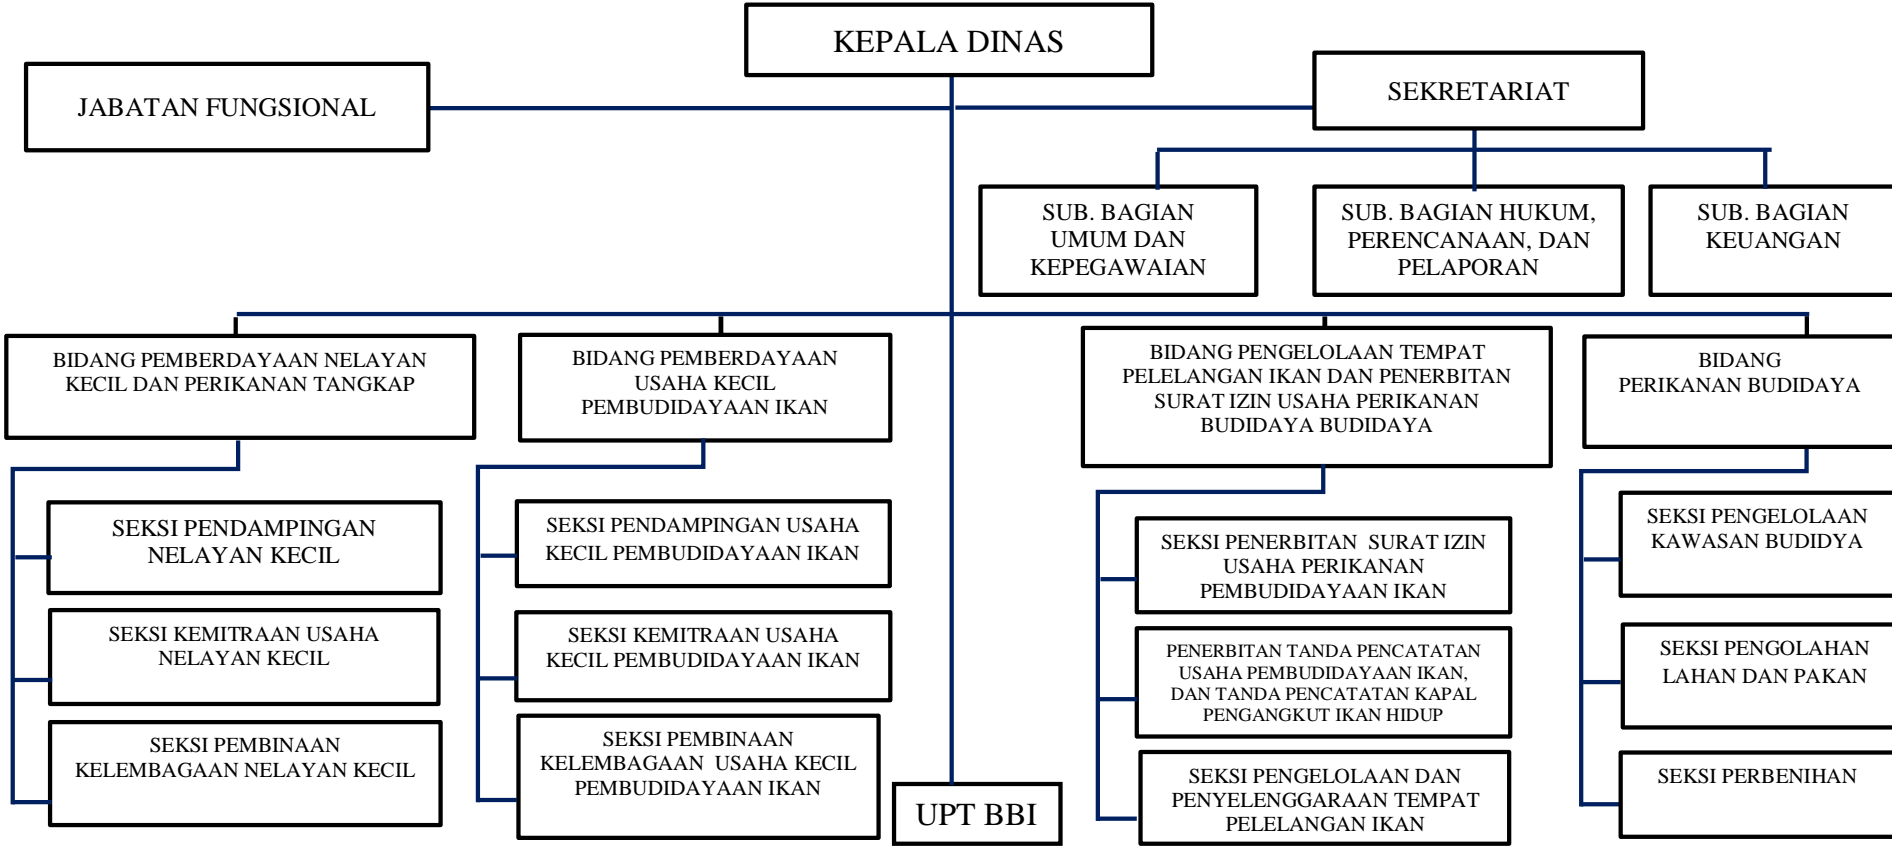 KEPALA DINAS
JABATAN FUNGSIONAL
SEKRETARIAT
SUB. BAGIAN
UMUM DAN
KEPEGAWAIAN
SUB. BAGIAN HUKUM,
PERENCANAAN, DAN
PELAPORAN
SUB. BAGIAN
KEUANGAN
BIDANG PEMBERDAYAAN NELAYAN
KECIL DAN PERIKANAN TANGKAP
BIDANG PEMBERDAYAAN
USAHA KECIL
PEMBUDIDAYAAN IKAN
BIDANG PENGELOLAAN TEMPAT
PELELANGAN IKAN DAN PENERBITAN
SURAT IZIN USAHA PERIKANAN
BUDIDAYA BUDIDAYA
BIDANG
PERIKANAN BUDIDAYA
SEKSI PENDAMPINGAN
NELAYAN KECIL
SEKSI KEMITRAAN USAHA
NELAYAN KECIL
SEKSI PEMBINAAN
KELEMBAGAAN NELAYAN KECIL
SEKSI PENDAMPINGAN USAHA
KECIL PEMBUDIDAYAAN IKAN
SEKSI KEMITRAAN USAHA
KECIL PEMBUDIDAYAAN IKAN
SEKSI PEMBINAAN
KELEMBAGAAN USAHA KECIL
PEMBUDIDAYAAN IKAN
UPT BBI
SEKSI PENERBITAN SURAT IZIN
USAHA PERIKANAN
PEMBUDIDAYAAN IKAN
PENERBITAN TANDA PENCATATAN
USAHA PEMBUDIDAYAAN IKAN,
DAN TANDA PENCATATAN KAPAL
PENGANGKUT IKAN HIDUP
SEKSI PENGELOLAAN DAN
PENYELENGGARAAN TEMPAT
PELELANGAN IKAN
SEKSI PENGELOLAAN
KAWASAN BUDIDYA
SEKSI PENGOLAHAN
LAHAN DAN PAKAN
SEKSI PERBENIHAN